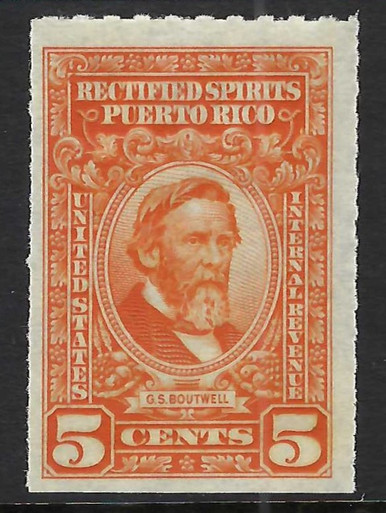 RECTIFIED SPIRITS
PUERTO RICO
UNITED STATES
INTERNAL REVENUE
G.S. BOUTWELL
5 CENTS 5